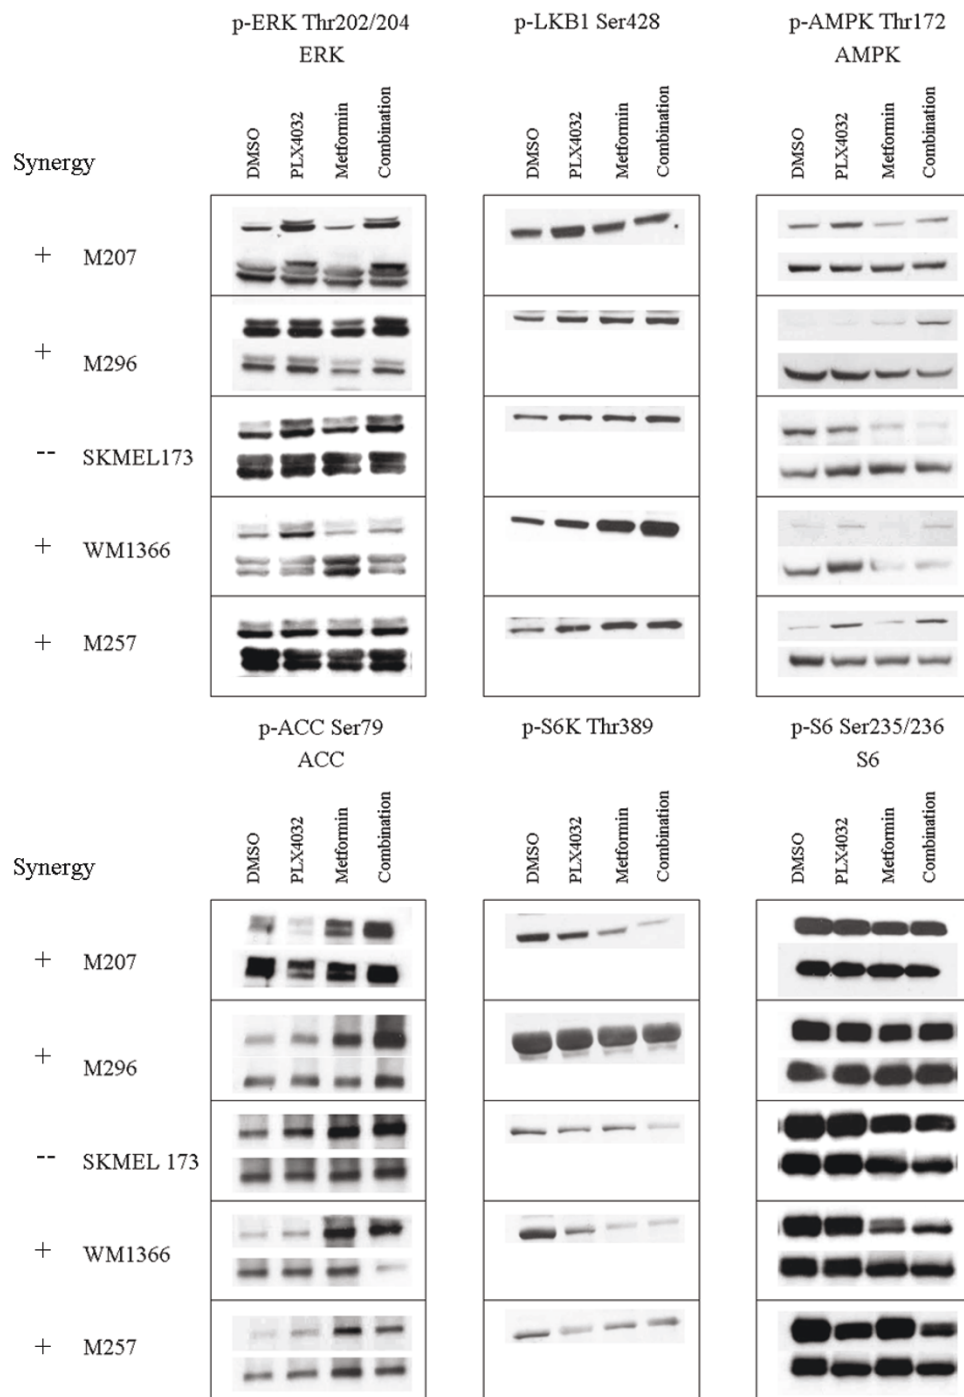 p-ERK Thr202/204 p-LKB1 Ser428 p-AMPK Thr172
ERK AMPK
DMSO PLX4032 Metformin Combination DMSO PLX4032 Metformin Combination DMSO PLX4032 Metformin Combination
Synergy
+ M207
+ M296
-- SKMEL173
+ WM1366
+ M257
p-ACC Ser79 p-S6K Thr389 p-S6 Ser235/236
ACC S6
DMSO PLX4032 Metformin Combination DMSO PLX4032 Metformin Combination DMSO PLX4032 Metformin Combination
Synergy
+ M207
+ M296
-- SKMEL 173
+ WM1366
+ M257